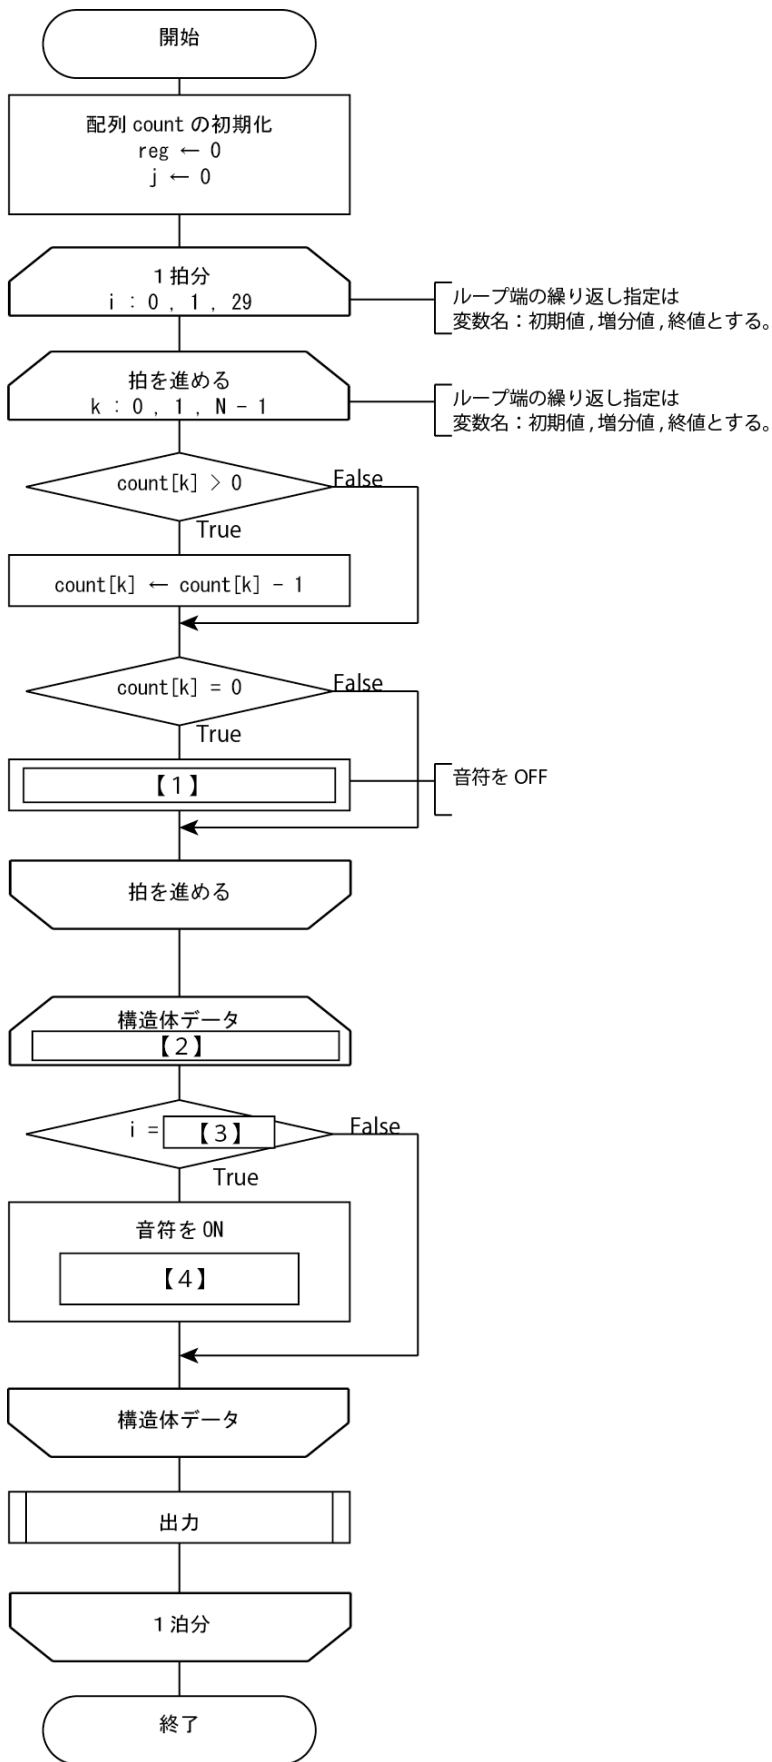 開始
配列 count の初期化
reg ← 0
j ← 0
1拍分
i : 0 , 1 , 29
ループ端の繰り返し指定は
変数名：初期値 , 増分値 , 終値とする。
拍を進める
k : 0 , 1 , N - 1
ループ端の繰り返し指定は
変数名：初期値 , 増分値 , 終値とする。
count[k] > 0
False
True
count[k] ← count[k] - 1
count[k] = 0
False
True
【1】
音符を OFF
拍を進める
構造体データ
【2】
i = 【3】
False
True
音符を ON
【4】
構造体データ
出力
1泊分
終了